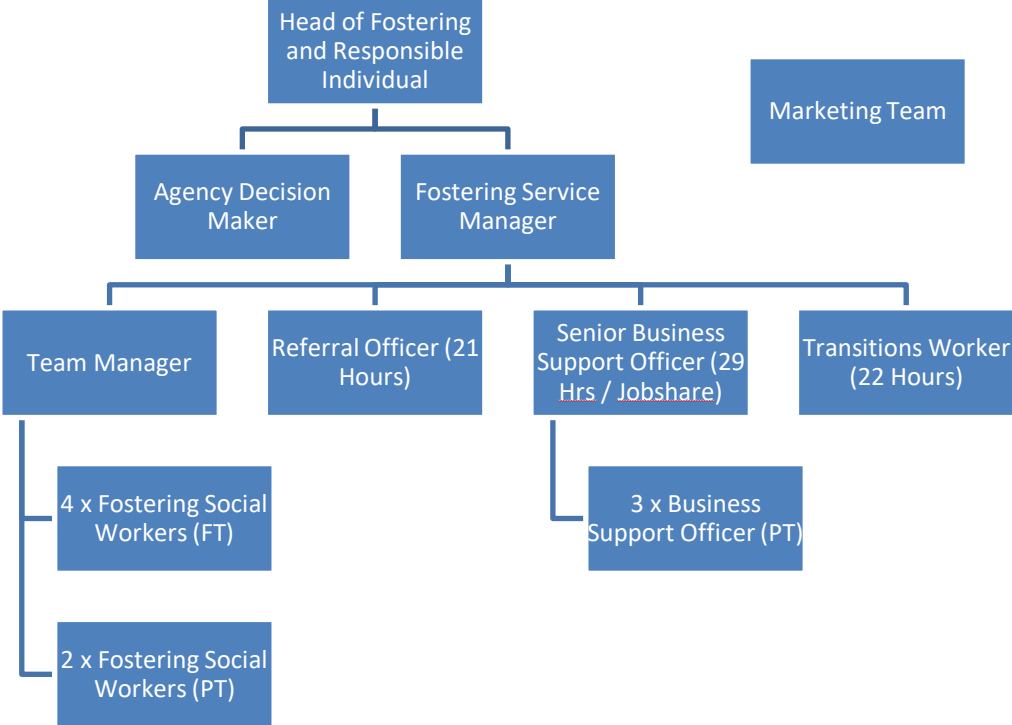 Head of Fostering
and Responsible
Individual
Marketing Team
Agency Decision
Maker
Fostering Service
Manager
Team Manager
Referral Officer (21
Hours)
Senior Business
Support Officer (29
Hrs / Jobshare)
Transitions Worker
(22 Hours)
4 x Fostering Social
Workers (FT)
3 x Business
Support Officer (PT)
2 x Fostering Social
Workers (PT)